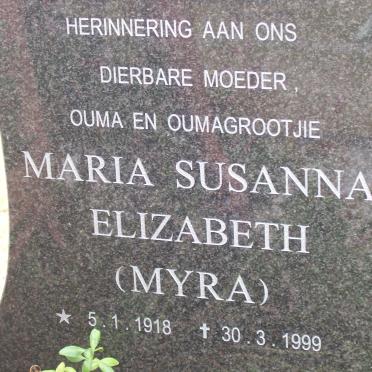 HERINNERING AAN ONS
DIERBARE MOEDER,
OUMA EN OUMAGROOTJIE
MARIA SUSANNA
ELIZABETH
(MYRA)
★ 5.1.1918 ✝ 30.3.1999